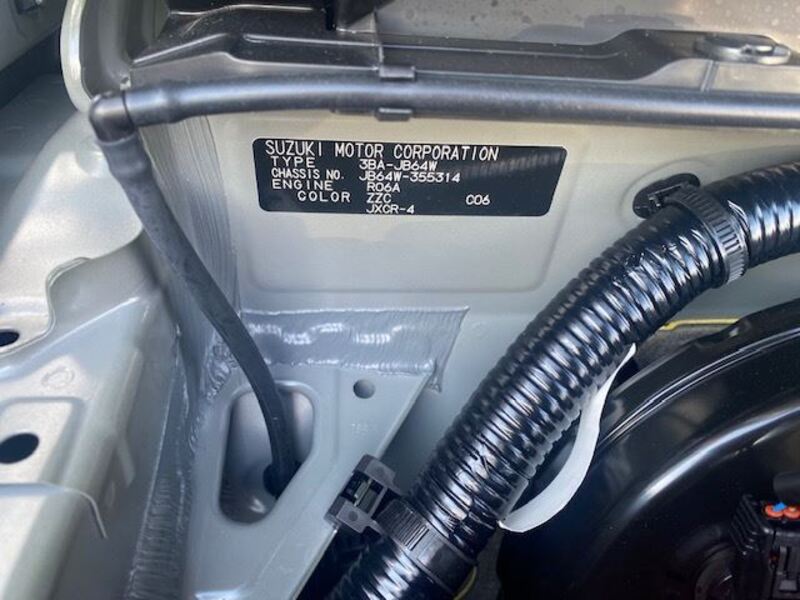 SUZUKI MOTOR CORPORATION
TYPE 3BA-JB64W
CHASSIS NO. JB64W-355314
ENGINE R06A
COLOR ZZC C06
JXCR-4